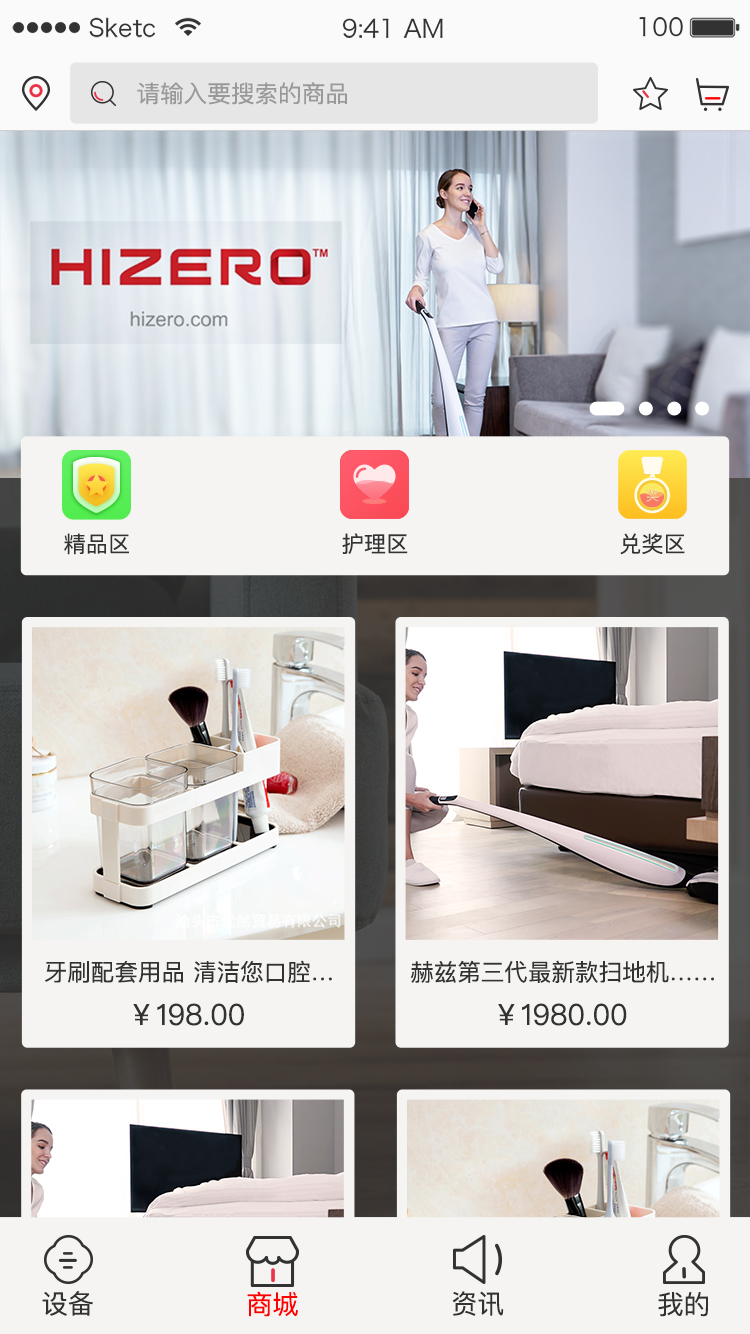 Sketc 9:41 AM 100
请输入要搜索的商品
HIZERO™
hizero.com
精品区 护理区 兑奖区
牙刷配套用品 清洁您口腔... 赫兹第三代最新款扫地机......
¥198.00 ¥1980.00
设备 商城 资讯 我的